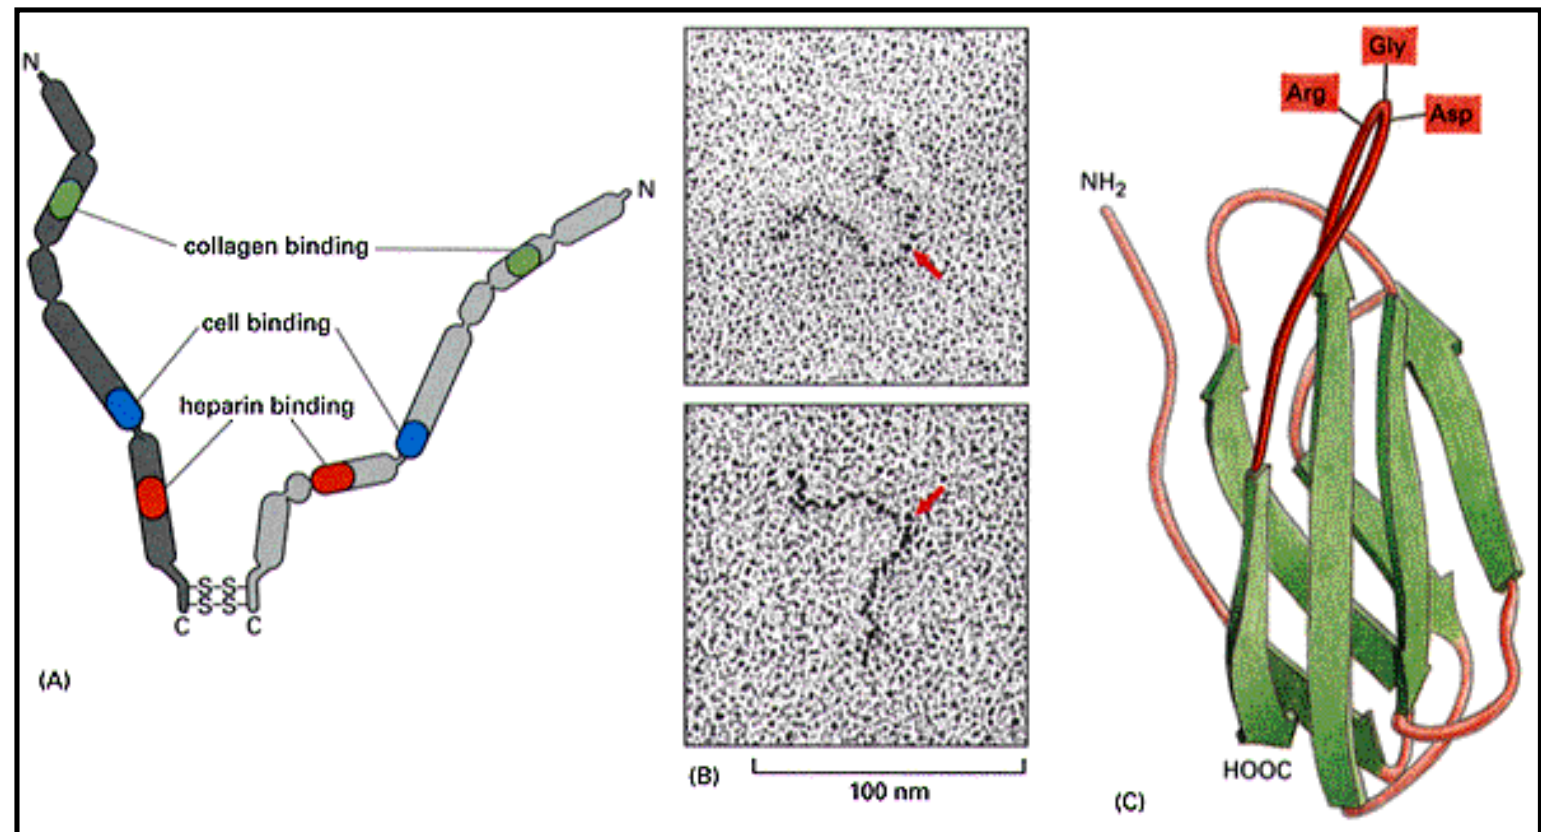 N
N
collagen binding
cell binding
heparin binding
S S
S S
C C
(A)
(B)
100 nm
Gly
Arg
Asp
NH2
HOOC
(C)